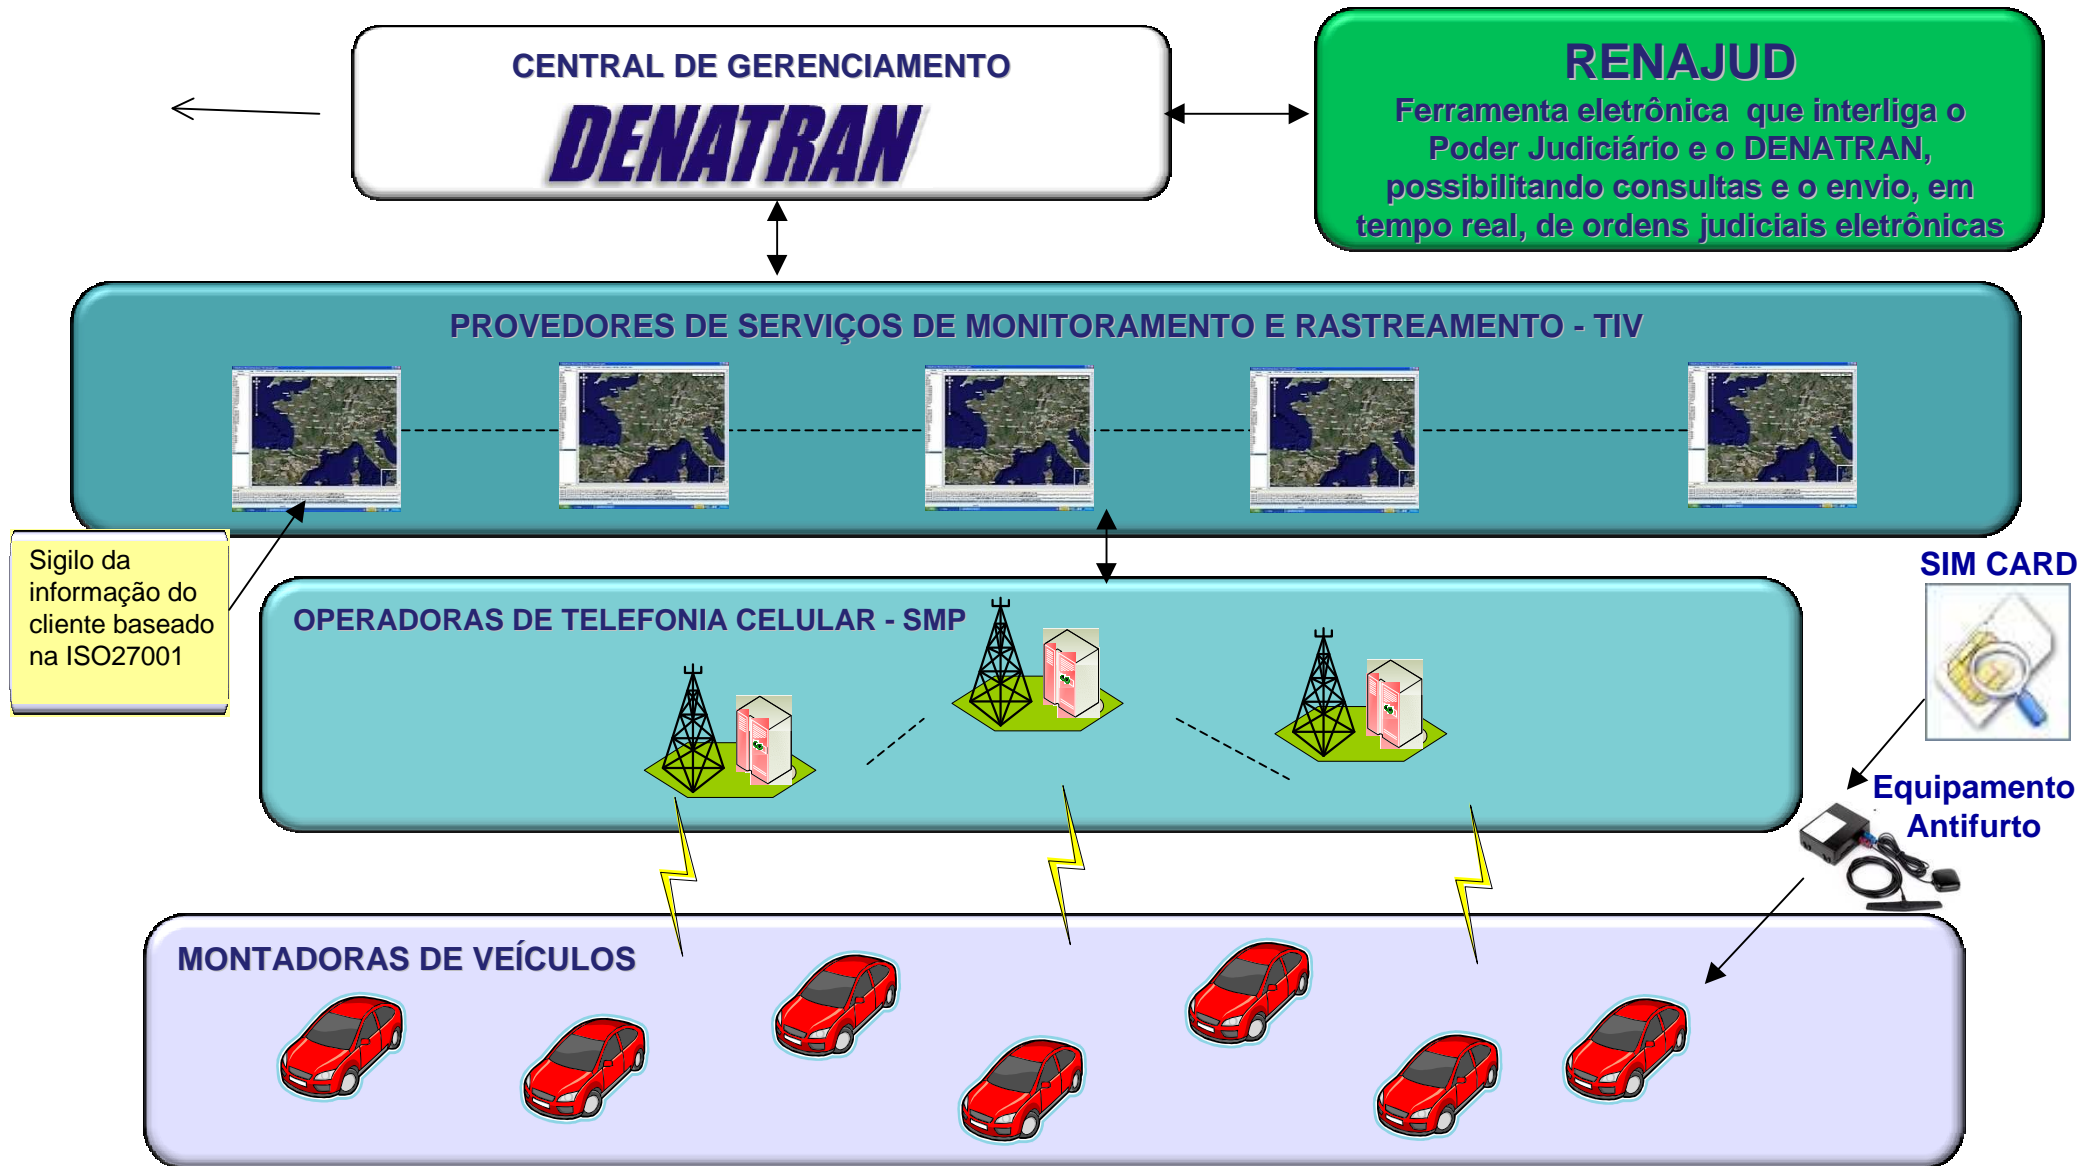 CENTRAL DE GERENCIAMENTO
DENATRAN
RENAJUD
Ferramenta eletrônica que interliga o
Poder Judiciário e o DENATRAN,
possibilitando consultas e o envio, em
tempo real, de ordens judiciais eletrônicas
PROVEDORES DE SERVIÇOS DE MONITORAMENTO E RASTREAMENTO - TIV
Sigilo da
informação do
cliente baseado
na ISO27001
OPERADORAS DE TELEFONIA CELULAR - SMP
SIM CARD
Equipamento
Antifurto
MONTADORAS DE VEÍCULOS